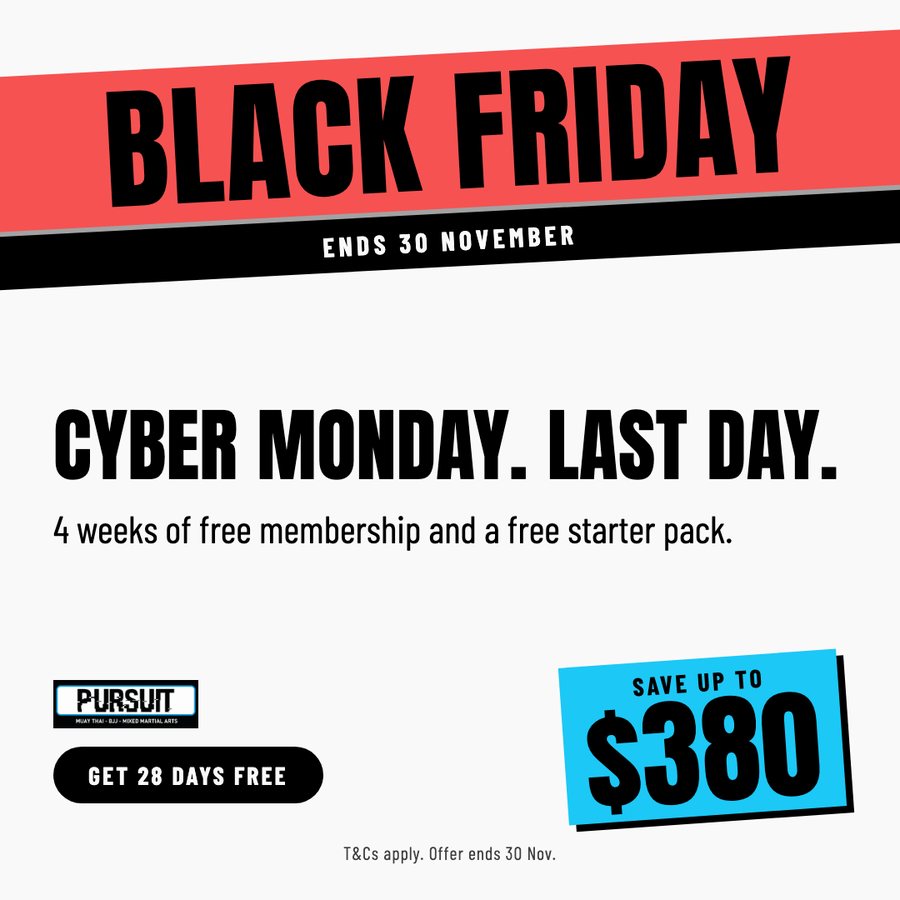 BLACK FRIDAY
ENDS 30 NOVEMBER
CYBER MONDAY. LAST DAY.
4 weeks of free membership and a free starter pack.
PURSUIT
MUAY THAI - BJJ - MIXED MARTIAL ARTS
GET 28 DAYS FREE
SAVE UP TO
$380
T&Cs apply. Offer ends 30 Nov.